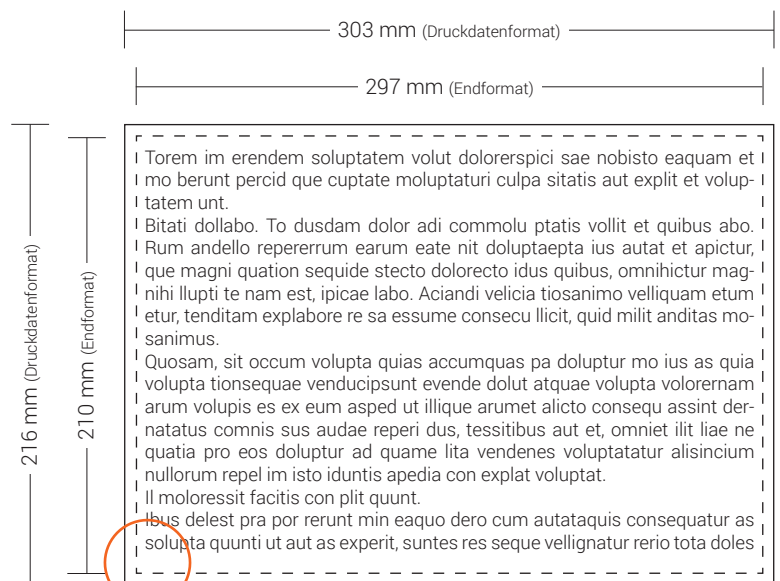 303 mm (Druckdatenformat)
297 mm (Endformat)
216 mm (Druckdatenformat)
210 mm (Endformat)
Torem im erendem soluptatem volut dolorerspici sae nobisto eaquam et
mo berunt percid que cuptate moluptaturi culpa sitatis aut explit et volup-
tatem unt.
Bitati dollabo. To dusdam dolor adi commolu ptatis vollit et quibus abo.
Rum andello repererrum earum eate nit doluptaepta ius autat et apictur,
que magni quation sequide stecto dolorecto idus quibus, omnihictur mag-
nihi llupti te nam est, ipicae labo. Aciandi velicia tiosanimo velliquam etum
etur, tenditam explabore re sa essume consecu llicit, quid milit anditas mo-
sanimus.
Quosam, sit occum volupta quias accumquas pa doluptur mo ius as quia
volupta tionsequae venducipsunt evende dolut atquae volupta volorernam
arum volupis es ex eum asped ut illique arumet alicto consequ assint der-
natatus comnis sus audae reperi dus, tessitibus aut et, omniet ilit liae ne
quatia pro eos doluptur ad quame lita vendenes voluptatatur alisincium
nullorum repel im isto iduntis apedia con explat voluptat.
Il moloressit facitis con plit quunt.
Ibus delest pra por rerunt min eaquo dero cum autataquis consequatur as
solupta quunti ut aut as experit, suntes res seque vellignatur rerio tota doles